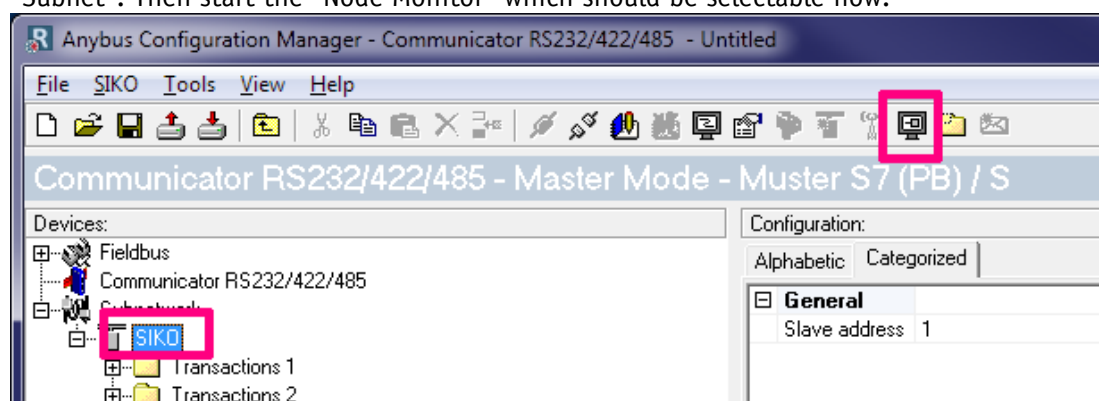 "Subnet". Then start the "Node Monitor" which should be selectable now.
Anybus Configuration Manager - Communicator RS232/422/485 - Untitled
File SIKO Tools View Help
Communicator RS232/422/485 - Master Mode - Muster S7 (PB) / S
Devices:
Configuration:
Fieldbus
Alphabetic Categorized
Communicator RS232/422/485
Subnetwork
General
SIKO
Slave address 1
Transactions 1
Transactions 2